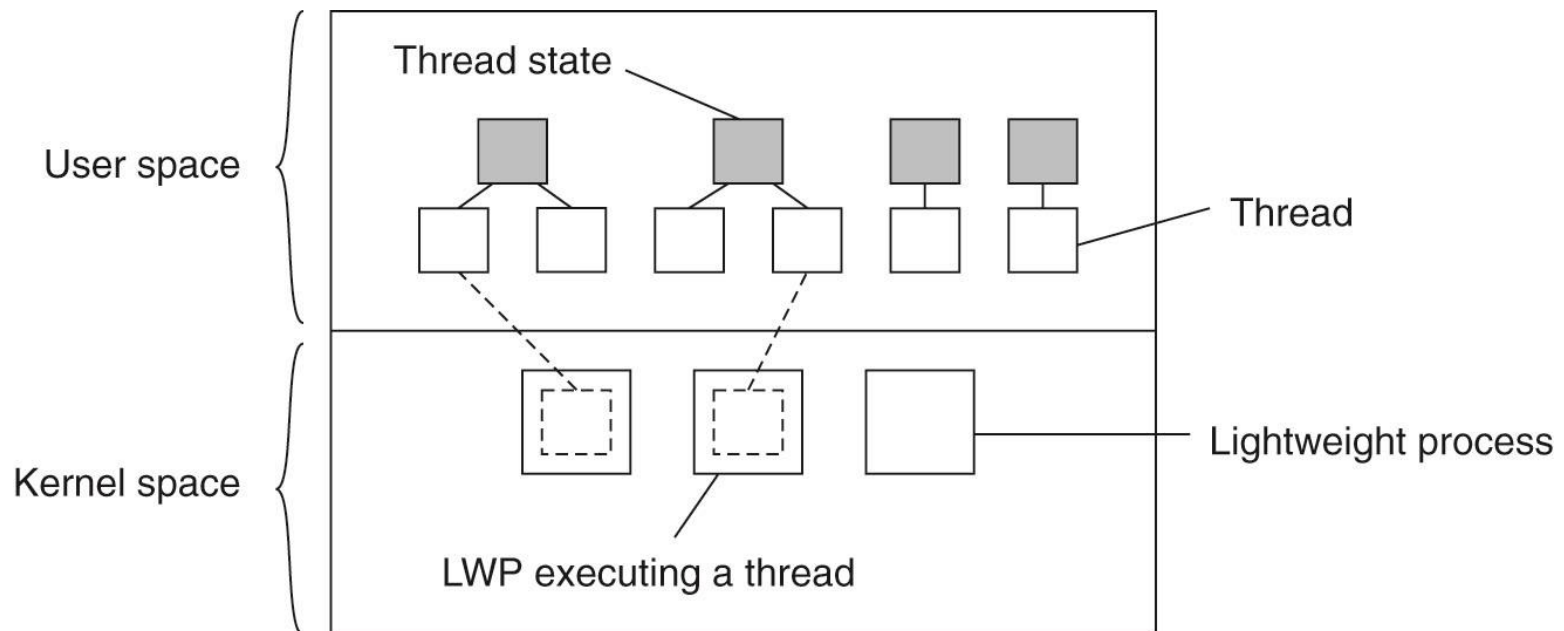 Thread state
User space
Thread
Kernel space
Lightweight process
LWP executing a thread